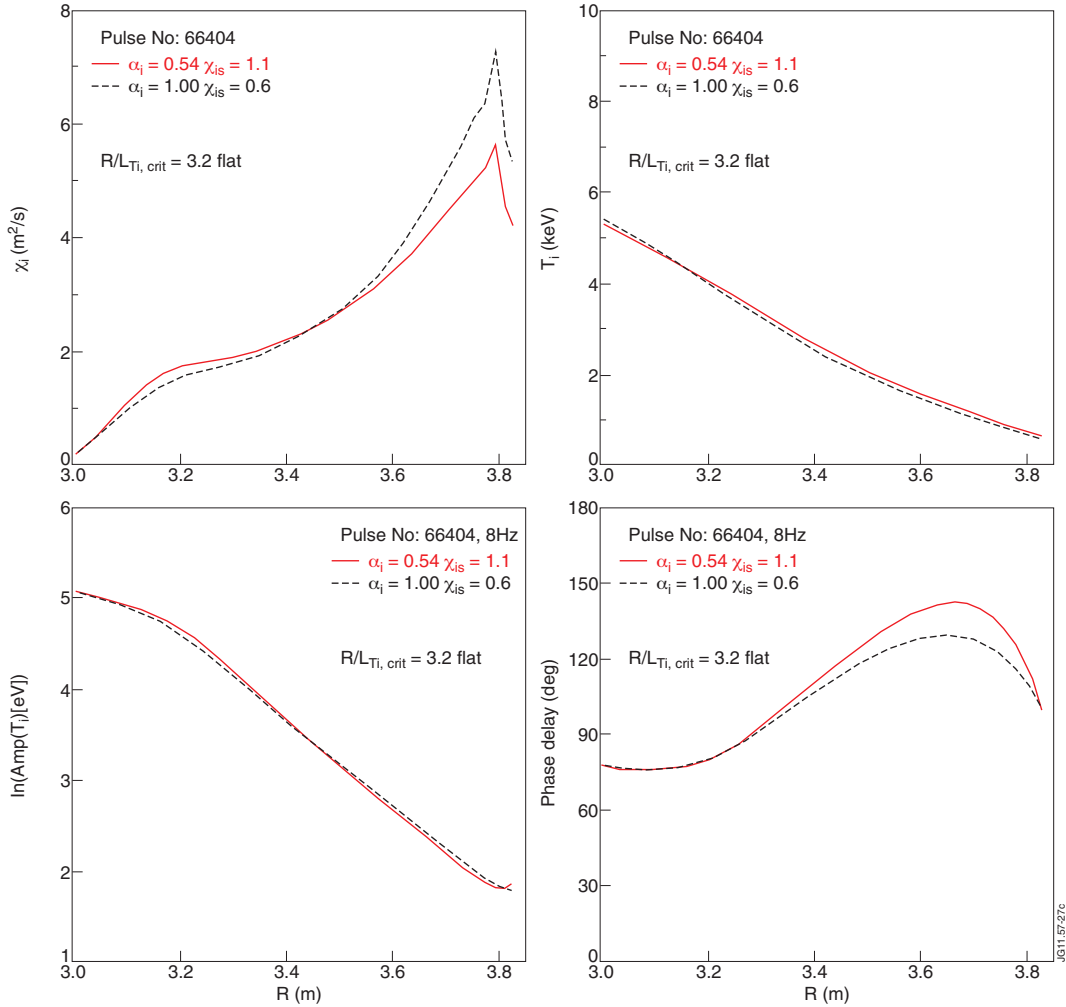 8
6
4
2
0
3.0
3.2
3.4
3.6
3.8
χi (m²/s)
Pulse No: 66404
αi = 0.54 χis = 1.1
αi = 1.00 χis = 0.6
R/LTi, crit = 3.2 flat
10
8
6
4
2
0
3.0
3.2
3.4
3.6
3.8
Ti (keV)
Pulse No: 66404
αi = 0.54 χis = 1.1
αi = 1.00 χis = 0.6
R/LTi, crit = 3.2 flat
6
5
4
3
2
1
3.0
3.2
3.4
3.6
3.8
R (m)
ln(Amp(Ti)[eV])
Pulse No: 66404, 8Hz
αi = 0.54 χis = 1.1
αi = 1.00 χis = 0.6
R/LTi, crit = 3.2 flat
180
150
120
90
60
30
0
3.0
3.2
3.4
3.6
3.8
R (m)
Phase delay (deg)
Pulse No: 66404, 8Hz
αi = 0.54 χis = 1.1
αi = 1.00 χis = 0.6
R/LTi, crit = 3.2 flat
JG11.57-27c